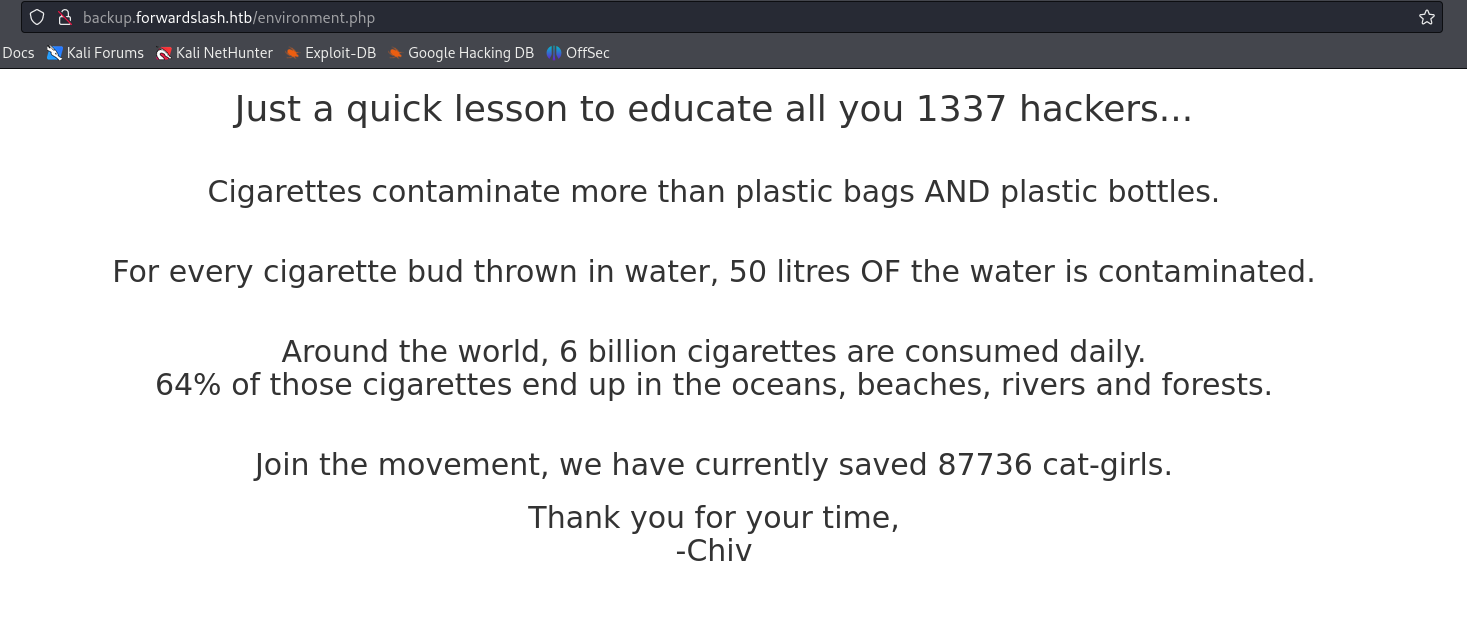 backup.forwardslash.htb/environment.php
Docs Kali Forums Kali NetHunter Exploit-DB Google Hacking DB OffSec
Just a quick lesson to educate all you 1337 hackers...
Cigarettes contaminate more than plastic bags AND plastic bottles.
For every cigarette bud thrown in water, 50 litres OF the water is contaminated.
Around the world, 6 billion cigarettes are consumed daily.
64% of those cigarettes end up in the oceans, beaches, rivers and forests.
Join the movement, we have currently saved 87736 cat-girls.
Thank you for your time,
-Chiv